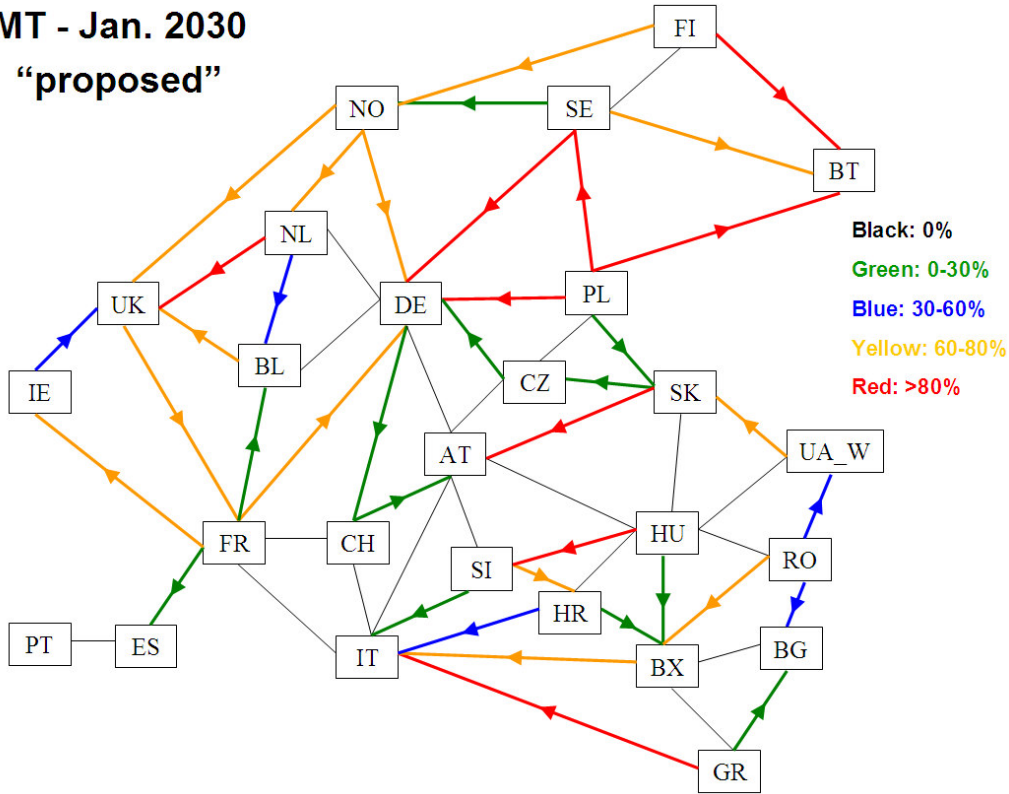 MT - Jan. 2030
“proposed”
FI
NO
SE
BT
NL
Black: 0%
Green: 0-30%
UK
DE
PL
Blue: 30-60%
Yellow: 60-80%
BL
CZ
IE
SK
Red: >80%
AT
UA_W
FR
CH
HU
SI
RO
HR
PT
ES
IT
BX
BG
GR